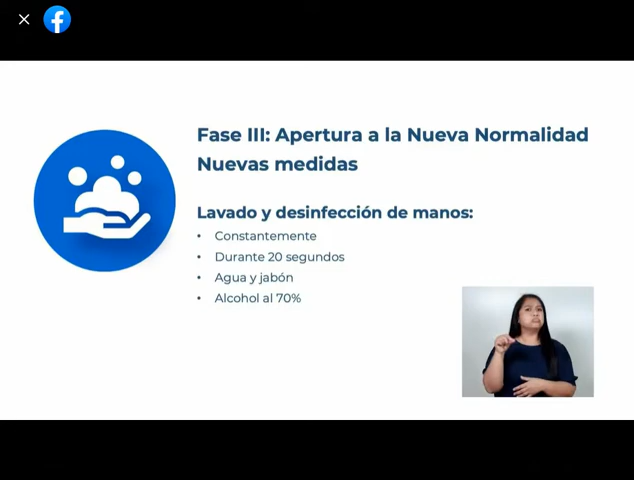 Fase III: Apertura a la Nueva Normalidad
Nuevas medidas
Lavado y desinfección de manos:
• Constantemente
• Durante 20 segundos
• Agua y jabón
• Alcohol al 70%